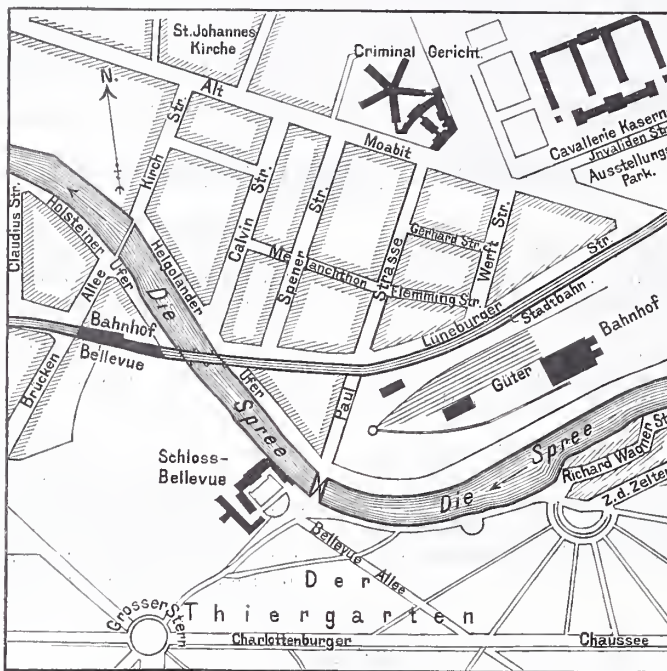 St. Johannes
Kirche
Criminal Gericht.
N.
Alt
Moabit
Cavallerie Kasern
Jnvaliden Str
Ausstellungs
Park.
Kirch Str.
Calvin Str.
Spener Str.
Claudius Str.
Holsteiner Ufer
Helgolander Ufer
Melanchthon
Strasse
Gerhard Str.
Werft Str.
Flemming Str.
Lüneburger Str.
Stadtbahn
Die Spree
Brücken Allee
Bahnhof
Bellevue
Paul
Güter Bahnhof
Schloss-
Bellevue
Die Spree
Richard Wagner St
Z. d. Zelten
Bellevue Allee
Der
Thiergarten
Grosser Stern
Charlottenburger Chaussee